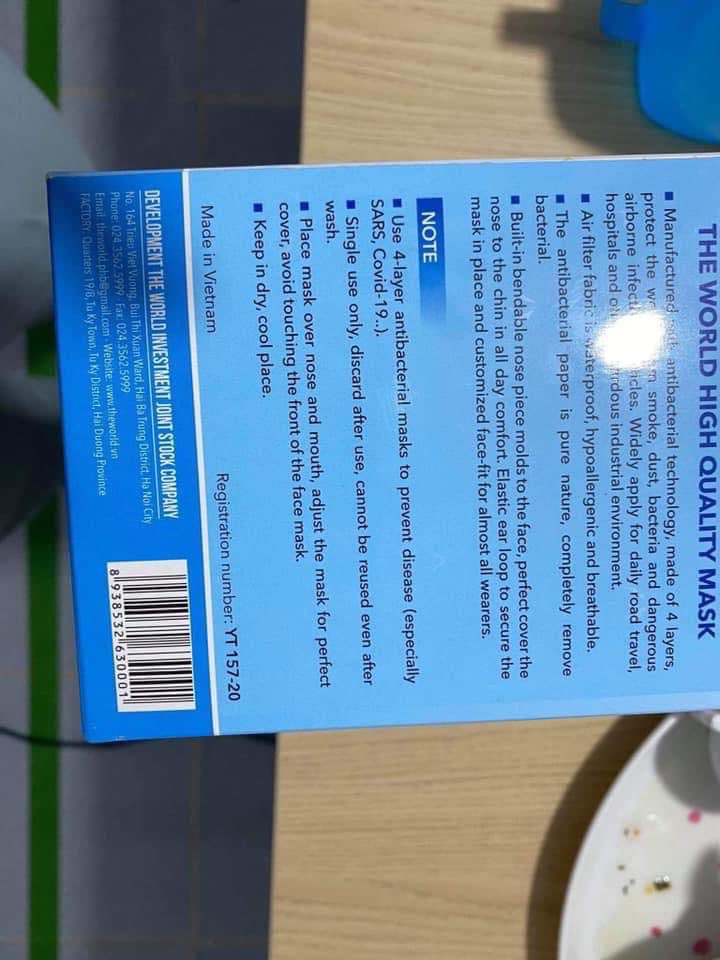 THE WORLD HIGH QUALITY MASK
▪ Manufactured antibacterial technology, made of 4 layers,
protect the smoke, dust, bacteria and dangerous
airborne Widely apply for daily road travel,
hospitals and industrial environment.
▪ Air filter fabric is waterproof, hypoallergenic and breathable.
▪ The antibacterial paper is pure nature, completely remove
bacterial.
▪ Built-in bendable nose piece molds to the face, perfect cover the
nose to the chin in all day comfort. Elastic ear loop to secure the
mask in place and customized face-fit for almost all wearers.
NOTE
▪ Use 4-layer antibacterial masks to prevent disease (especially
SARS, Covid-19..).
▪ Single use only, discard after use, cannot be reused even after
wash.
▪ Place mask over nose and mouth, adjust the mask for perfect
cover, avoid touching the front of the face mask.
▪ Keep in dry, cool place.
Made in Vietnam
Registration number: YT 157-20
DEVELOPMENT THE WORLD INVESTMENT JOINT STOCK COMPANY
No. 164 Trieu Viet Vuong, Bui Thi Xuan Ward, Hai Ba Trung District, Ha Noi City
Phone: 024.3562.5999 - Fax: 024.3562.5999
Email: theworld.phb@gmail.com - Website: www.theworld.vn
FACTORY: Quarters 19/8, Tu Ky Town, Tu Ky District, Hai Duong Province
8 938532 630001